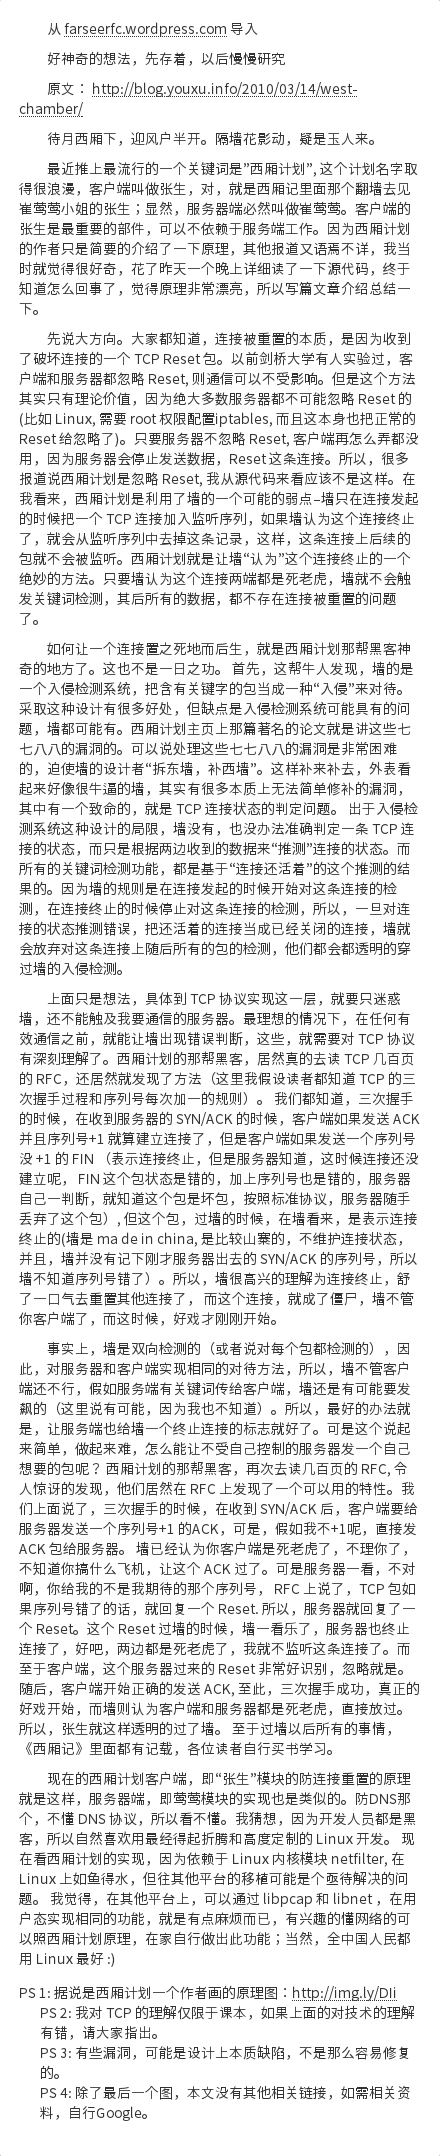 从 farseerfc.wordpress.com 导入
好神奇的想法，先存着，以后慢慢研究
原文： http://blog.youxu.info/2010/03/14/west-
chamber/
待月西厢下，迎风户半开。隔墙花影动，疑是玉人来。
最近推上最流行的一个关键词是”西厢计划”, 这个计划名字取
得很浪漫，客户端叫做张生，对，就是西厢记里面那个翻墙去见
崔莺莺小姐的张生；显然，服务器端必然叫做崔莺莺。客户端的
张生是最重要的部件，可以不依赖于服务端工作。因为西厢计划
的作者只是简要的介绍了一下原理，其他报道又语焉不详，我当
时就觉得很好奇，花了昨天一个晚上详细读了一下源代码，终于
知道怎么回事了，觉得原理非常漂亮，所以写篇文章介绍总结一
下。
先说大方向。大家都知道，连接被重置的本质，是因为收到
了破坏连接的一个 TCP Reset 包。以前剑桥大学有人实验过，客
户端和服务器都忽略 Reset, 则通信可以不受影响。但是这个方法
其实只有理论价值，因为绝大多数服务器都不可能忽略 Reset 的
(比如 Linux, 需要 root 权限配置iptables, 而且这本身也把正常的
Reset 给忽略了)。只要服务器不忽略 Reset, 客户端再怎么弄都没
用，因为服务器会停止发送数据，Reset 这条连接。所以，很多
报道说西厢计划是忽略 Reset, 我从源代码来看应该不是这样。在
我看来，西厢计划是利用了墙的一个可能的弱点–墙只在连接发起
的时候把一个 TCP 连接加入监听序列，如果墙认为这个连接终止
了，就会从监听序列中去掉这条记录，这样，这条连接上后续的
包就不会被监听。西厢计划就是让墙“认为”这个连接终止的一个
绝妙的方法。只要墙认为这个连接两端都是死老虎，墙就不会触
发关键词检测，其后所有的数据，都不存在连接被重置的问题
了。
如何让一个连接置之死地而后生，就是西厢计划那帮黑客神
奇的地方了。这也不是一日之功。 首先，这帮牛人发现，墙的是
一个入侵检测系统，把含有关键字的包当成一种“入侵”来对待。
采取这种设计有很多好处，但缺点是入侵检测系统可能具有的问
题，墙都可能有。西厢计划主页上那篇著名的论文就是讲这些七
七八八的漏洞的。可以说处理这些七七八八的漏洞是非常困难
的，迫使墙的设计者“拆东墙，补西墙”。这样补来补去，外表看
起来好像很牛逼的墙，其实有很多本质上无法简单修补的漏洞，
其中有一个致命的，就是 TCP 连接状态的判定问题。 出于入侵检
测系统这种设计的局限，墙没有，也没办法准确判定一条 TCP 连
接的状态，而只是根据两边收到的数据来“推测”连接的状态。而
所有的关键词检测功能，都是基于“连接还活着”的这个推测的结
果的。因为墙的规则是在连接发起的时候开始对这条连接的检
测，在连接终止的时候停止对这条连接的检测，所以，一旦对连
接的状态推测错误，把还活着的连接当成已经关闭的连接，墙就
会放弃对这条连接上随后所有的包的检测，他们都会都透明的穿
过墙的入侵检测。
上面只是想法，具体到 TCP 协议实现这一层，就要只迷惑
墙，还不能触及我要通信的服务器。最理想的情况下，在任何有
效通信之前，就能让墙出现错误判断，这些，就需要对 TCP 协议
有深刻理解了。西厢计划的那帮黑客，居然真的去读 TCP 几百页
的 RFC，还居然就发现了方法（这里我假设读者都知道 TCP 的三
次握手过程和序列号每次加一的规则）。 我们都知道，三次握手
的时候，在收到服务器的 SYN/ACK 的时候，客户端如果发送 ACK
并且序列号+1 就算建立连接了，但是客户端如果发送一个序列号
没 +1 的 FIN （表示连接终止，但是服务器知道，这时候连接还没
建立呢， FIN 这个包状态是错的，加上序列号也是错的，服务器
自己一判断，就知道这个包是坏包，按照标准协议，服务器随手
丢弃了这个包）, 但这个包，过墙的时候，在墙看来，是表示连接
终止的(墙是 ma de in china, 是比较山寨的，不维护连接状态，
并且，墙并没有记下刚才服务器出去的 SYN/ACK 的序列号，所以
墙不知道序列号错了）。所以，墙很高兴的理解为连接终止，舒
了一口气去重置其他连接了， 而这个连接，就成了僵尸，墙不管
你客户端了，而这时候，好戏才刚刚开始。
事实上，墙是双向检测的（或者说对每个包都检测的），因
此，对服务器和客户端实现相同的对待方法，所以，墙不管客户
端还不行，假如服务端有关键词传给客户端，墙还是有可能要发
飙的（这里说有可能，因为我也不知道）。所以，最好的办法就
是，让服务端也给墙一个终止连接的标志就好了。可是这个说起
来简单，做起来难，怎么能让不受自己控制的服务器发一个自己
想要的包呢？ 西厢计划的那帮黑客，再次去读几百页的 RFC, 令
人惊讶的发现，他们居然在 RFC 上发现了一个可以用的特性。我
们上面说了，三次握手的时候，在收到 SYN/ACK 后，客户端要给
服务器发送一个序列号+1 的ACK，可是，假如我不+1呢，直接发
ACK 包给服务器。 墙已经认为你客户端是死老虎了，不理你了，
不知道你搞什么飞机，让这个 ACK 过了。可是服务器一看，不对
啊，你给我的不是我期待的那个序列号， RFC 上说了，TCP 包如
果序列号错了的话，就回复一个 Reset. 所以，服务器就回复了一
个 Reset。这个 Reset 过墙的时候，墙一看乐了，服务器也终止
连接了，好吧，两边都是死老虎了，我就不监听这条连接了。而
至于客户端，这个服务器过来的 Reset 非常好识别，忽略就是。
随后，客户端开始正确的发送 ACK, 至此，三次握手成功，真正的
好戏开始，而墙则认为客户端和服务器都是死老虎，直接放过。
所以，张生就这样透明的过了墙。 至于过墙以后所有的事情，
《西厢记》里面都有记载，各位读者自行买书学习。
现在的西厢计划客户端，即“张生”模块的防连接重置的原理
就是这样，服务器端，即莺莺模块的实现也是类似的。防DNS那
个，不懂 DNS 协议，所以看不懂。我猜想，因为开发人员都是黑
客，所以自然喜欢用最经得起折腾和高度定制的 Linux 开发。 现
在看西厢计划的实现，因为依赖于 Linux 内核模块 netfilter, 在
Linux 上如鱼得水，但往其他平台的移植可能是个亟待解决的问
题。 我觉得，在其他平台上，可以通过 libpcap 和 libnet ，在用
户态实现相同的功能，就是有点麻烦而已，有兴趣的懂网络的可
以照西厢计划原理，在家自行做出此功能；当然，全中国人民都
用 Linux 最好 :)
PS 1: 据说是西厢计划一个作者画的原理图：http://img.ly/DIi
PS 2: 我对 TCP 的理解仅限于课本，如果上面的对技术的理解
有错，请大家指出。
PS 3: 有些漏洞，可能是设计上本质缺陷，不是那么容易修复
的。
PS 4: 除了最后一个图，本文没有其他相关链接，如需相关资
料，自行Google。